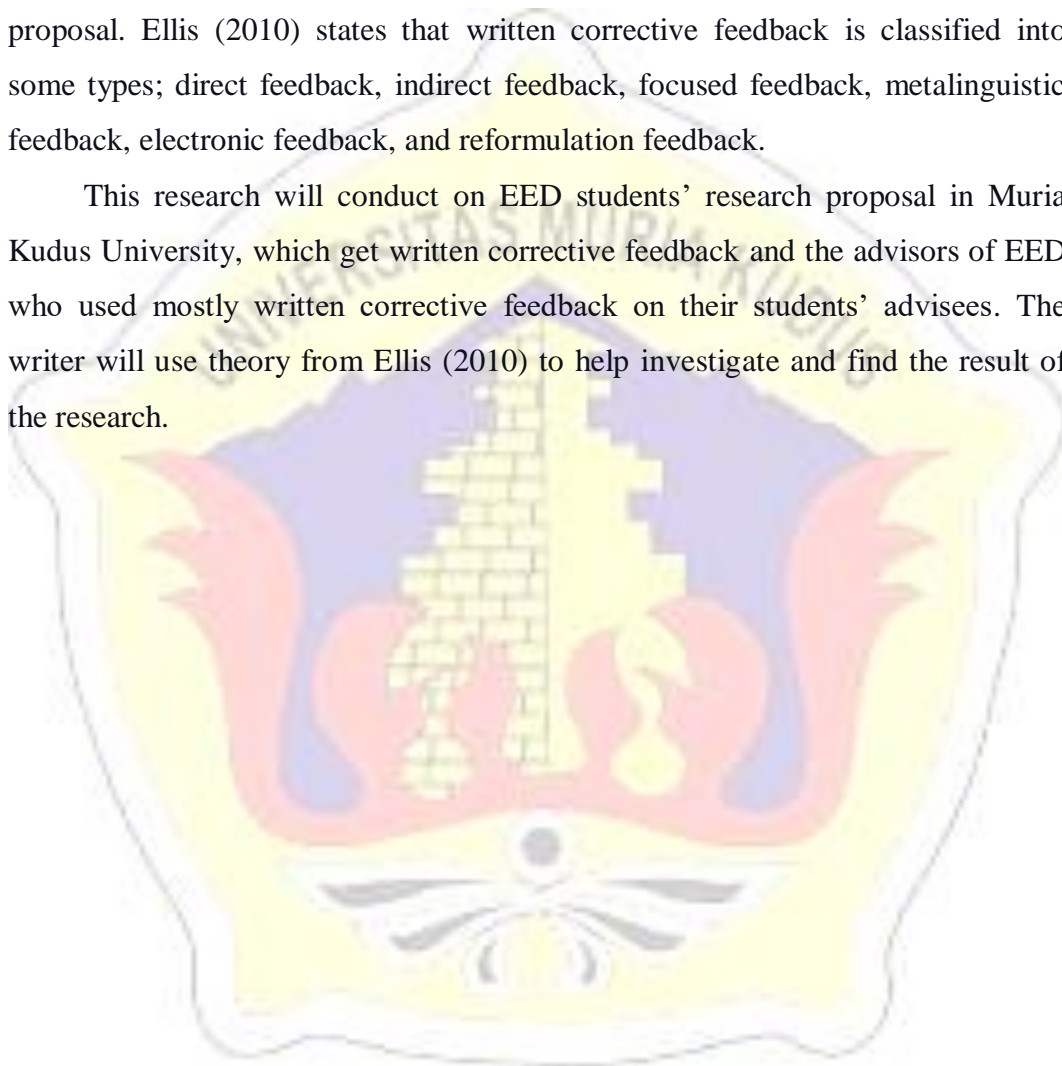 proposal. Ellis (2010) states that written corrective feedback is classified into
some types; direct feedback, indirect feedback, focused feedback, metalinguistic
feedback, electronic feedback, and reformulation feedback.
This research will conduct on EED students’ research proposal in Muria
Kudus University, which get written corrective feedback and the advisors of EED
who used mostly written corrective feedback on their students’ advisees. The
writer will use theory from Ellis (2010) to help investigate and find the result of
the research.
UNIVERSITAS MURIA KUDUS